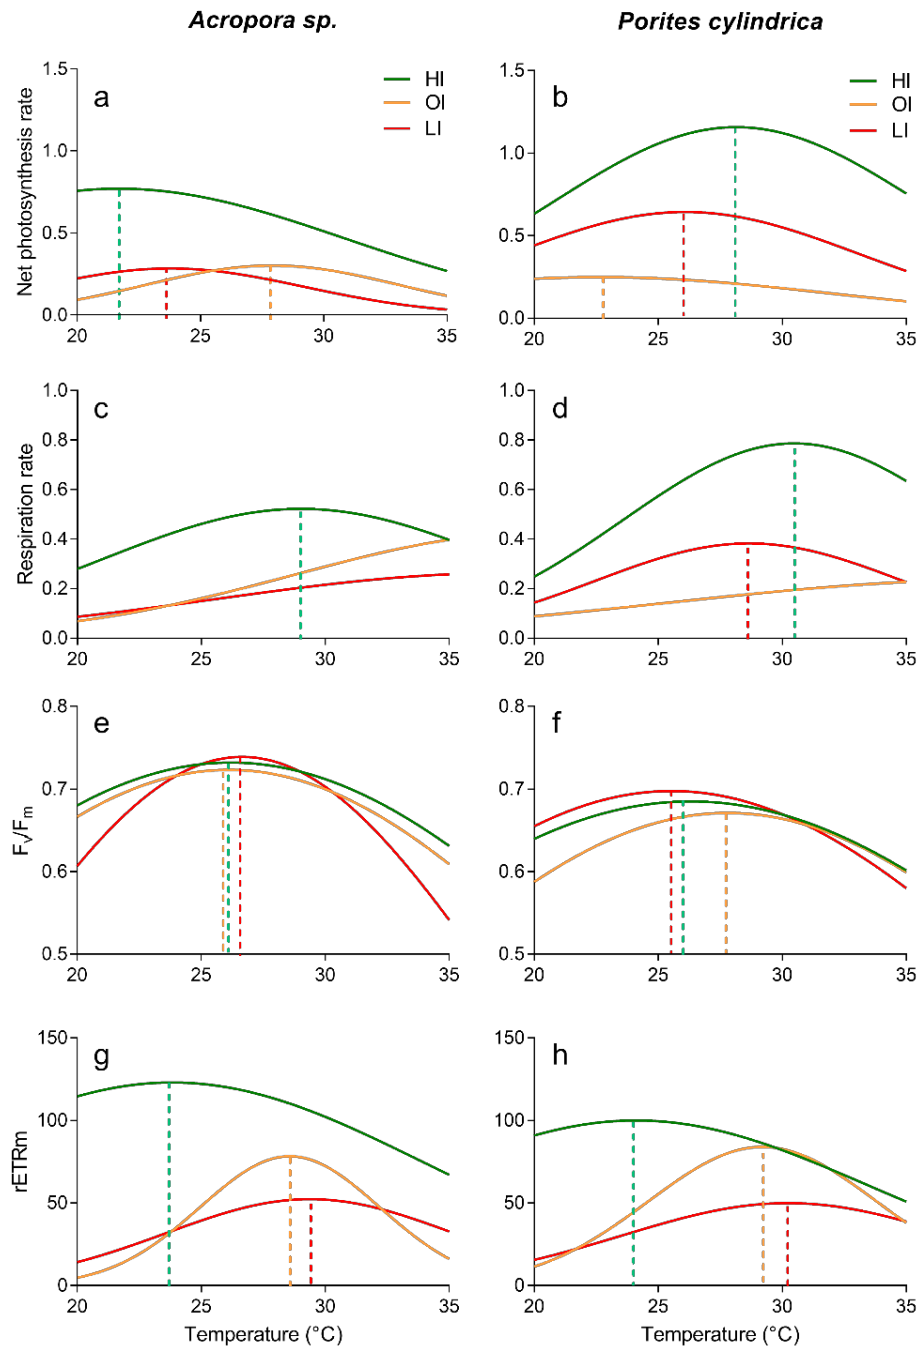 Acropora sp. Porites cylindrica
a
HI
OI
LI
Net photosynthesis rate
1.5
1.0
0.5
0.0
20 25 30 35
b
HI
OI
LI
1.5
1.0
0.5
0.0
20 25 30 35
c
Respiration rate
1.0
0.8
0.6
0.4
0.2
0.0
20 25 30 35
d
1.0
0.8
0.6
0.4
0.2
0.0
20 25 30 35
e
Fv/Fm
0.8
0.7
0.6
0.5
20 25 30 35
f
0.8
0.7
0.6
0.5
20 25 30 35
g
rETRm
150
100
50
0
20 25 30 35
Temperature (°C)
h
150
100
50
0
20 25 30 35
Temperature (°C)